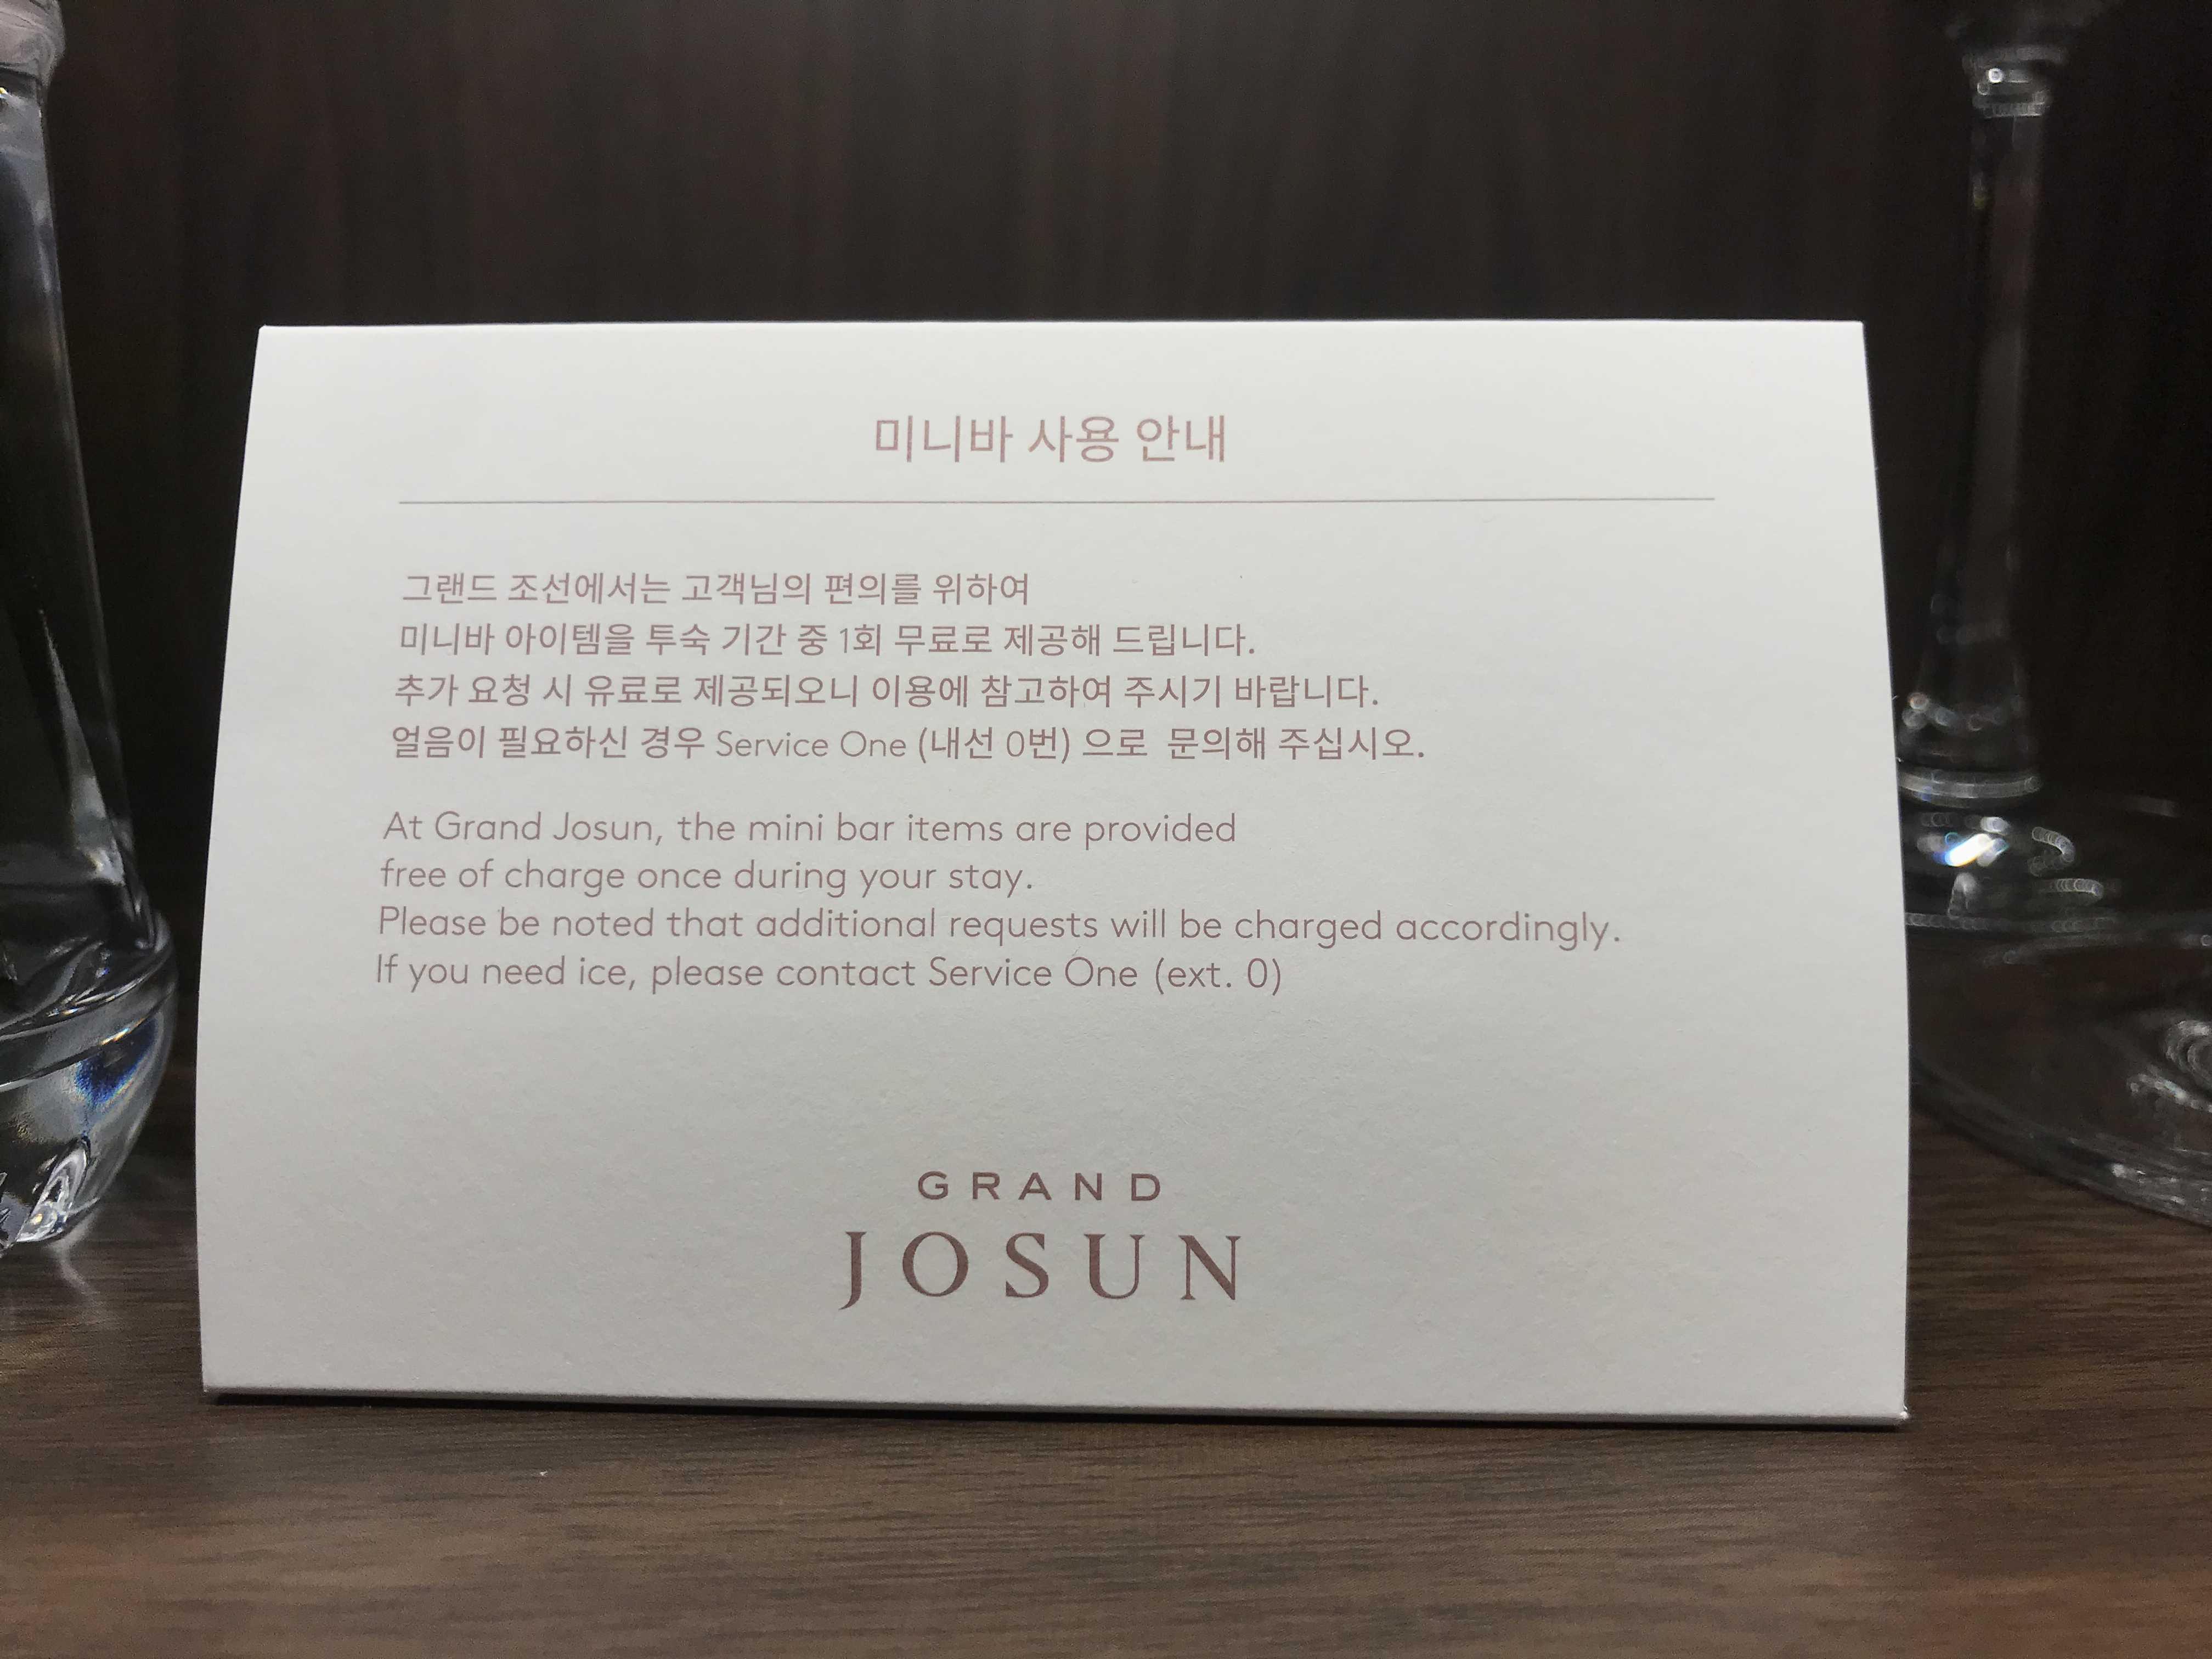 미니바 사용 안내
그랜드 조선에서는 고객님의 편의를 위하여
미니바 아이템을 투숙 기간 중 1회 무료로 제공해 드립니다.
추가 요청 시 유료로 제공되오니 이용에 참고하여 주시기 바랍니다.
얼음이 필요하신 경우 Service One (내선 0번) 으로 문의해 주십시오.
At Grand Josun, the mini bar items are provided
free of charge once during your stay.
Please be noted that additional requests will be charged accordingly.
If you need ice, please contact Service One (ext. 0)
GRAND
JOSUN